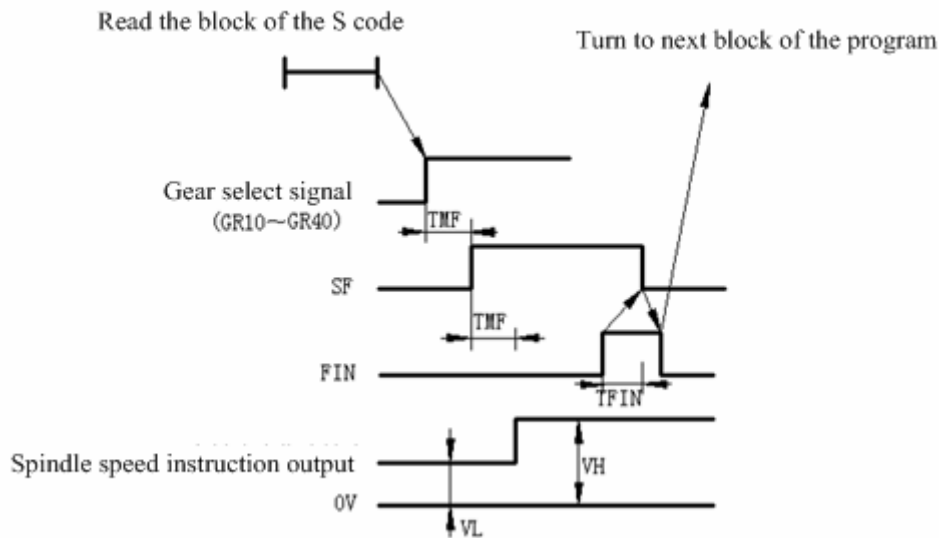 Read the block of the S code
Turn to next block of the program
Gear select signal
(GR10～GR40)
TMF
SF
TMF
FIN
TFIN
Spindle speed instruction output
VH
0V
VL